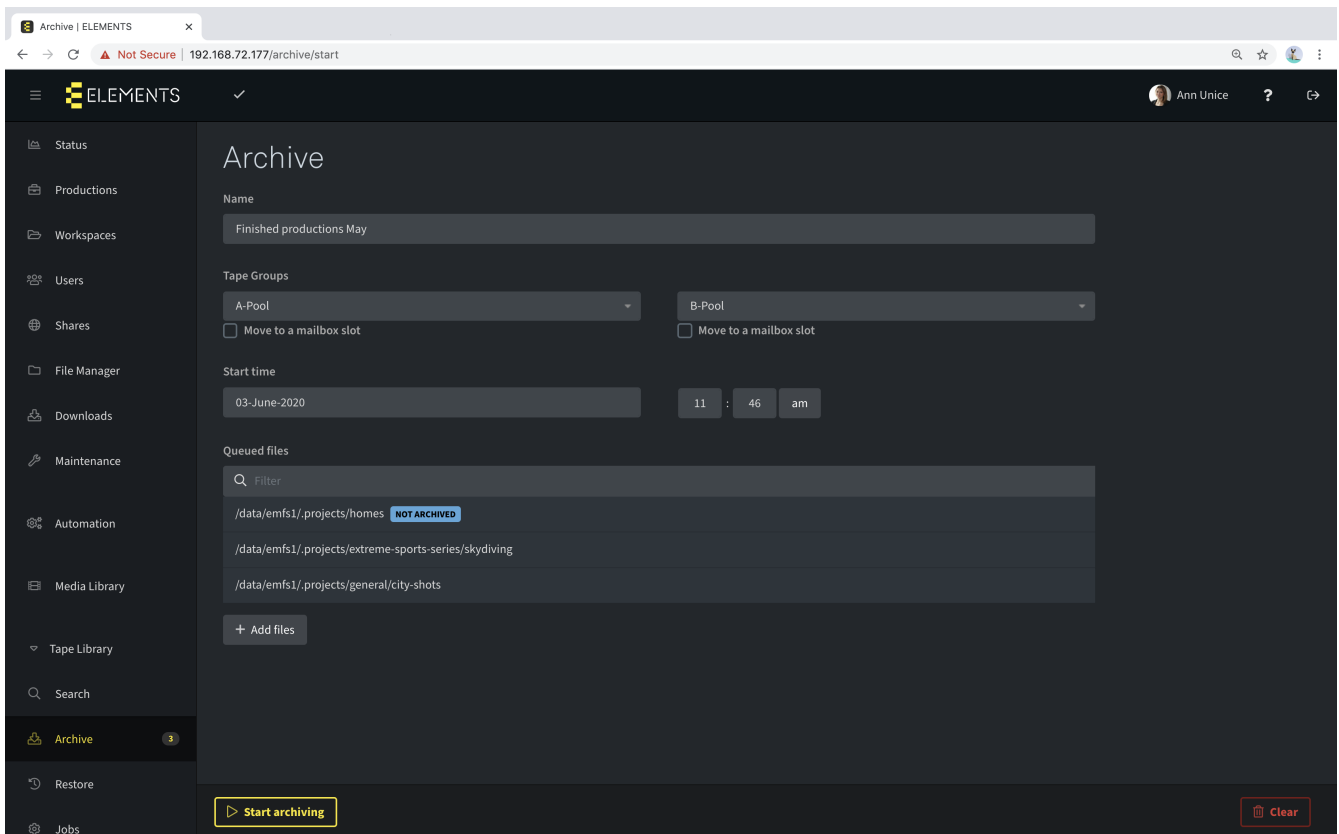 Archive | ELEMENTS
Not Secure | 192.168.72.177/archive/start
ELEMENTS
Ann Unice
?
Status
Productions
Workspaces
Users
Shares
File Manager
Downloads
Maintenance
Automation
Media Library
Tape Library
Search
Archive 3
Restore
Jobs
Archive
Name
Finished productions May
Tape Groups
A-Pool B-Pool
Move to a mailbox slot Move to a mailbox slot
Start time
03-June-2020 11 : 46 am
Queued files
Filter
/data/emfs1/.projects/homes NOT ARCHIVED
/data/emfs1/.projects/extreme-sports-series/skydiving
/data/emfs1/.projects/general/city-shots
+ Add files
Start archiving
Clear